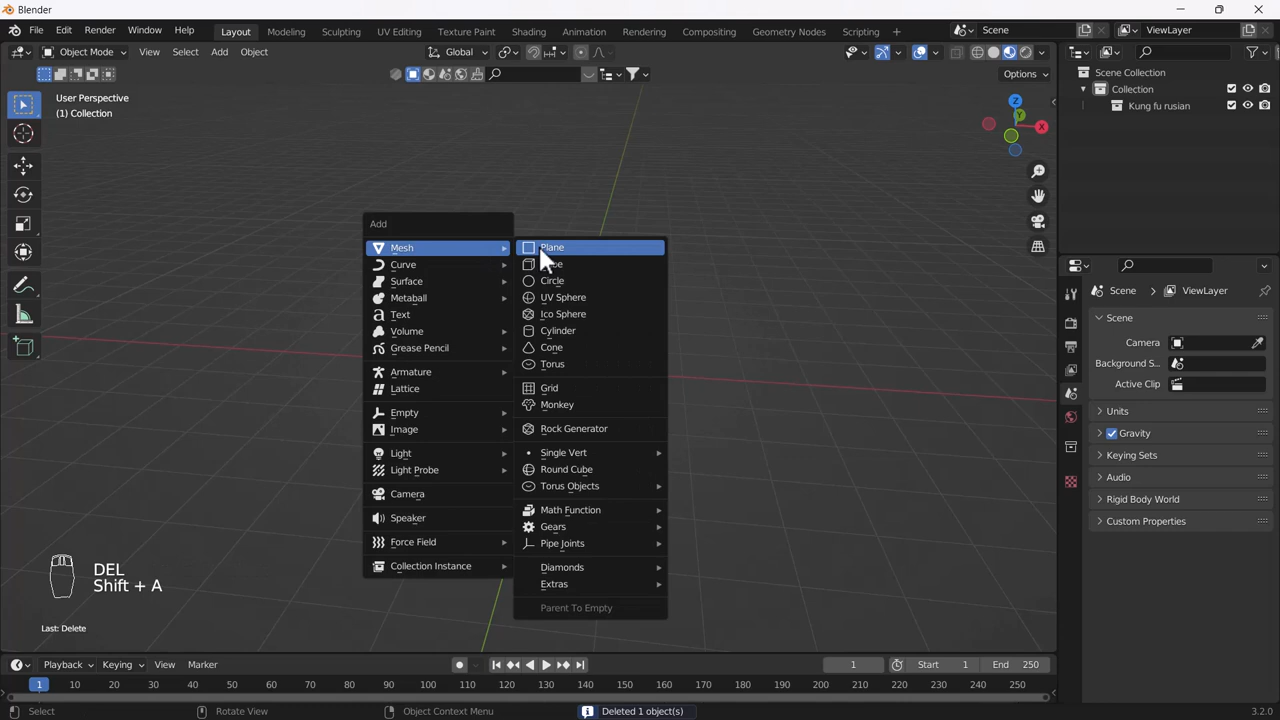 Blender
File Edit Render Window Help Layout Modeling Sculpting UV Editing Texture Paint Shading Animation Rendering Compositing Geometry Nodes Scripting + Scene ViewLayer
Object Mode View Select Add Object Global
Options
User Perspective
(1) Collection
Z
Y
X
Scene Collection
Collection
Kung fu rusian
Add
Mesh
Curve
Surface
Metaball
Text
Volume
Grease Pencil
Armature
Lattice
Empty
Image
Light
Light Probe
Camera
Speaker
Force Field
Collection Instance
Plane
Circle
UV Sphere
Ico Sphere
Cylinder
Cone
Torus
Grid
Monkey
Rock Generator
Single Vert
Round Cube
Torus Objects
Math Function
Gears
Pipe Joints
Diamonds
Extras
Parent To Empty
Scene > ViewLayer
Scene
Camera
Background S...
Active Clip
Units
Gravity
Keying Sets
Audio
Rigid Body World
Custom Properties
DEL
Shift + A
Last: Delete
Playback Keying View Marker 1 Start 1 End 250
1 10 20 30 40 50 60 70 80 90 100 110 120 130 140 150 160 170 180 190 200 210 220 230 240 250
Select Rotate View Object Context Menu Deleted 1 object(s) 3.2.0